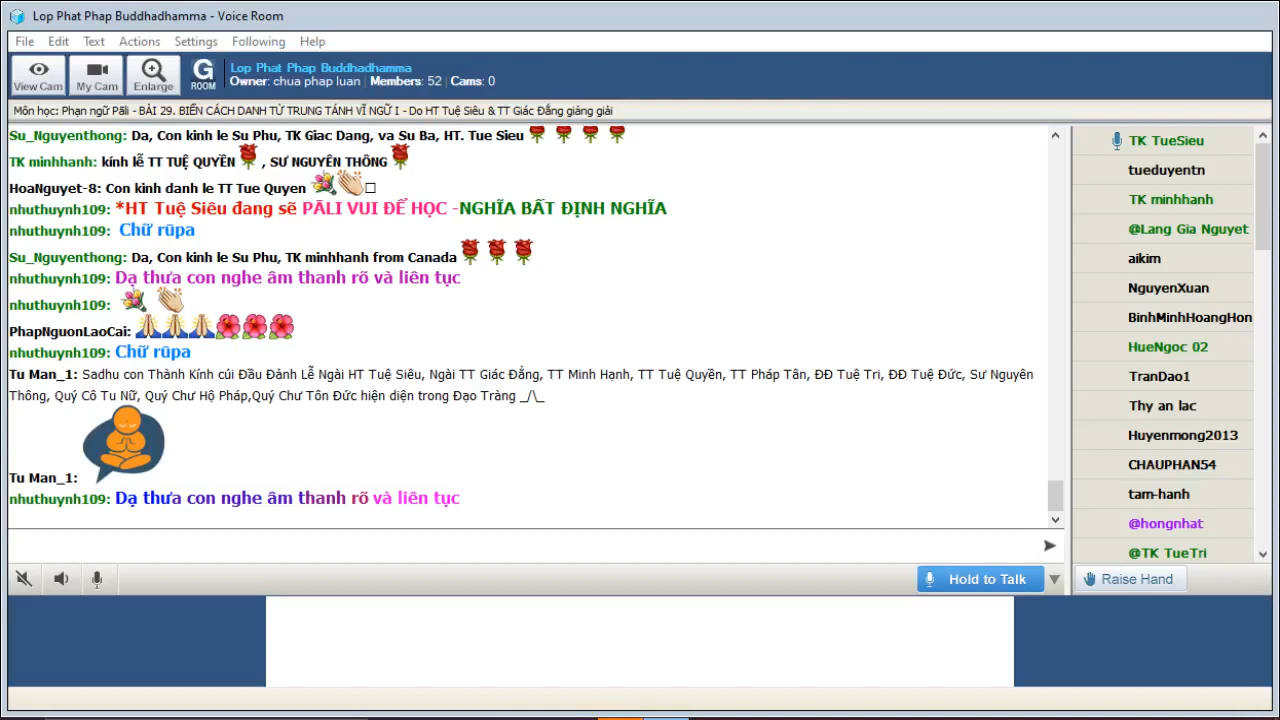 Lop Phat Phap Buddhadhamma - Voice Room
File Edit Text Actions Settings Following Help
View Cam My Cam Enlarge G ROOM
Lop Phat Phap Buddhadhamma
Owner: chua phap luan | Members: 52 | Cams: 0
Môn học: Phạn ngữ Pāli - BÀI 29. BIẾN CÁCH DANH TỪ TRUNG TÁNH VĨ NGỮ I - Do HT Tuệ Siêu & TT Giác Đẳng giảng giải
Su_Nguyenthong: Da, Con kinh le Su Phu, TK Giac Dang, va Su Ba, HT. Tue Sieu
TK minhhanh: kính lễ TT TUỆ QUYỀN , SƯ NGUYÊN THÔNG
HoaNguyet-8: Con kinh danh le TT Tue Quyen
nhuthuynh109: *HT Tuệ Siêu đang sẽ PĀLI VUI ĐỂ HỌC -NGHĨA BẤT ĐỊNH NGHĨA
nhuthuynh109: Chữ rūpa
Su_Nguyenthong: Da, Con kinh le Su Phu, TK minhhanh from Canada
nhuthuynh109: Dạ thưa con nghe âm thanh rõ và liên tục
nhuthuynh109:
PhapNguonLaoCai:
nhuthuynh109: Chữ rūpa
Tu Man_1: Sadhu con Thành Kính cúi Đầu Đảnh Lễ Ngài HT Tuệ Siêu, Ngài TT Giác Đẳng, TT Minh Hạnh, TT Tuệ Quyền, TT Pháp Tân, ĐĐ Tuệ Tri, ĐĐ Tuệ Đức, Sư Nguyên
Thông, Quý Cô Tu Nữ, Quý Chư Hộ Pháp,Quý Chư Tôn Đức hiện diện trong Đạo Tràng _/\_
Tu Man_1:
nhuthuynh109: Dạ thưa con nghe âm thanh rõ và liên tục
Hold to Talk
TK TueSieu
tueduyentn
TK minhhanh
@Lang Gia Nguyet
aikim
NguyenXuan
BinhMinhHoangHon
HueNgoc 02
TranDao1
Thy an lac
Huyenmong2013
CHAUPHAN54
tam-hanh
@hongnhat
@TK TueTri
Raise Hand